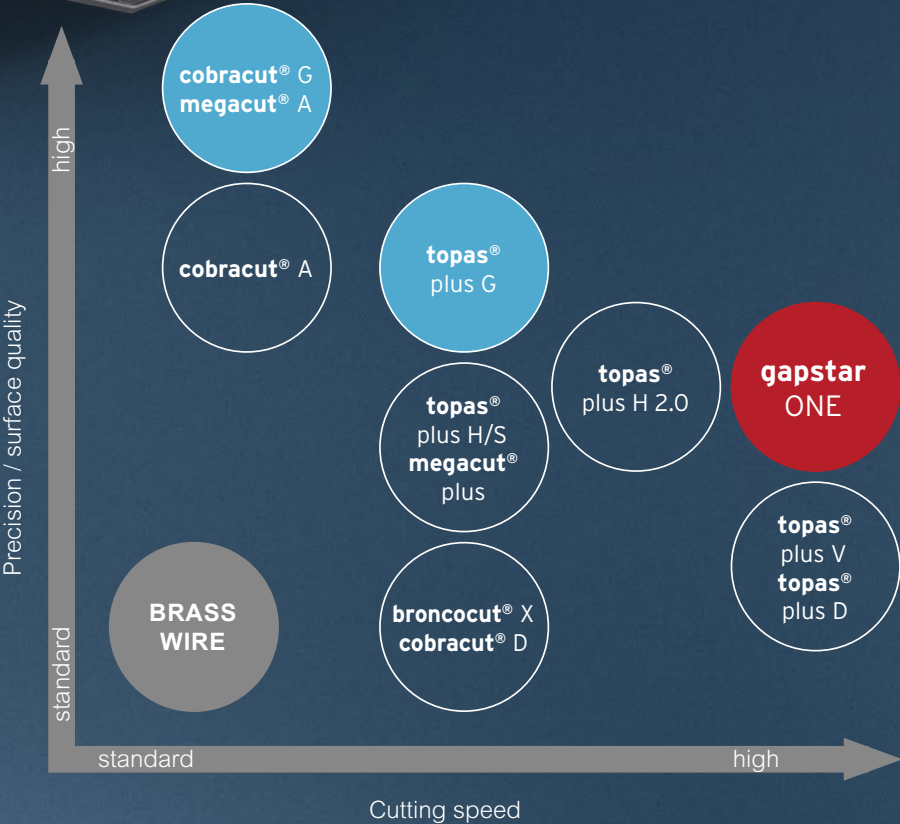 cobracut® G
megacut® A
high
cobracut® A
topas®
plus G
Precision / surface quality
topas®
plus H 2.0
gapstar
ONE
topas®
plus H/S
megacut®
plus
topas®
plus V
topas®
plus D
BRASS
WIRE
broncocut® X
cobracut® D
standard
standard
high
Cutting speed